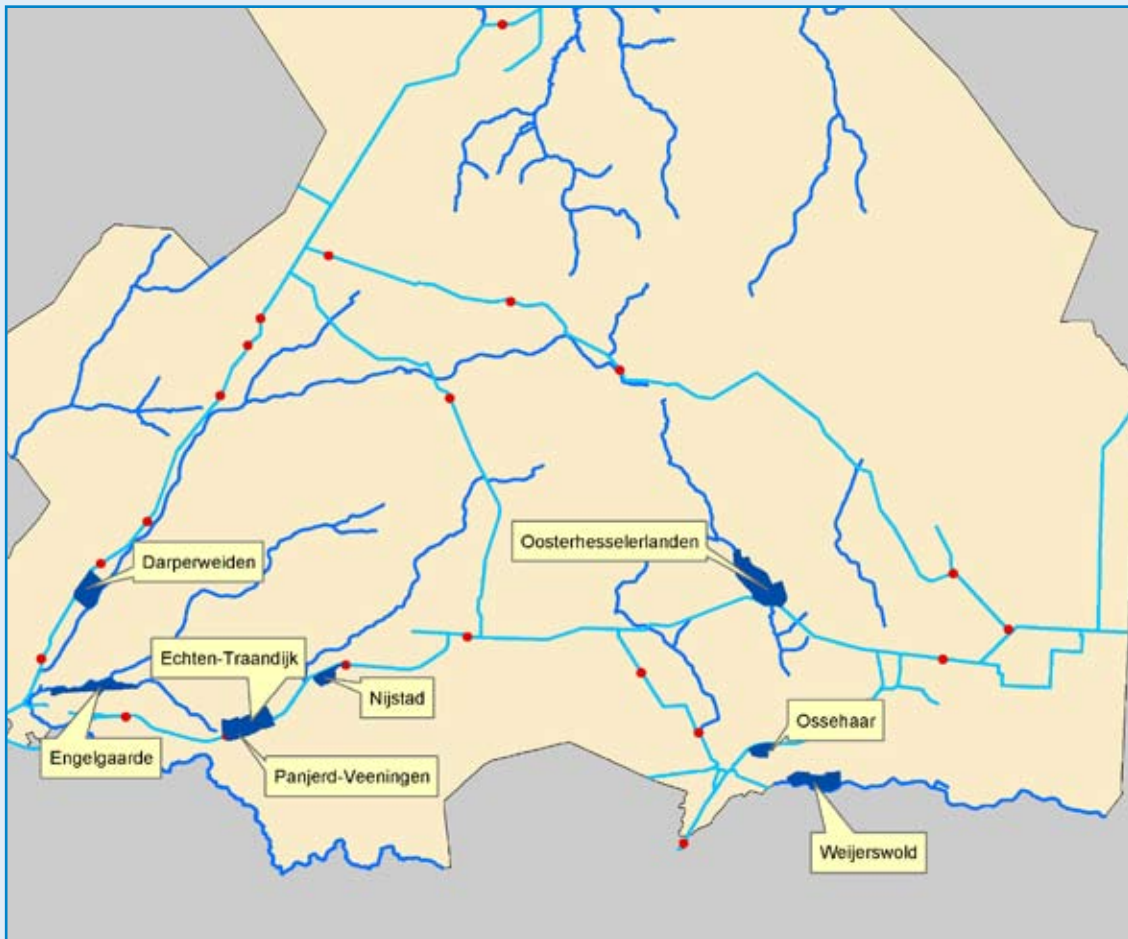 Oosterhesselerlanden
Darperweiden
Echten-Traandijk
Nijstad
Ossehaar
Engelgaarde
Panjerd-Veeningen
Weijerswold